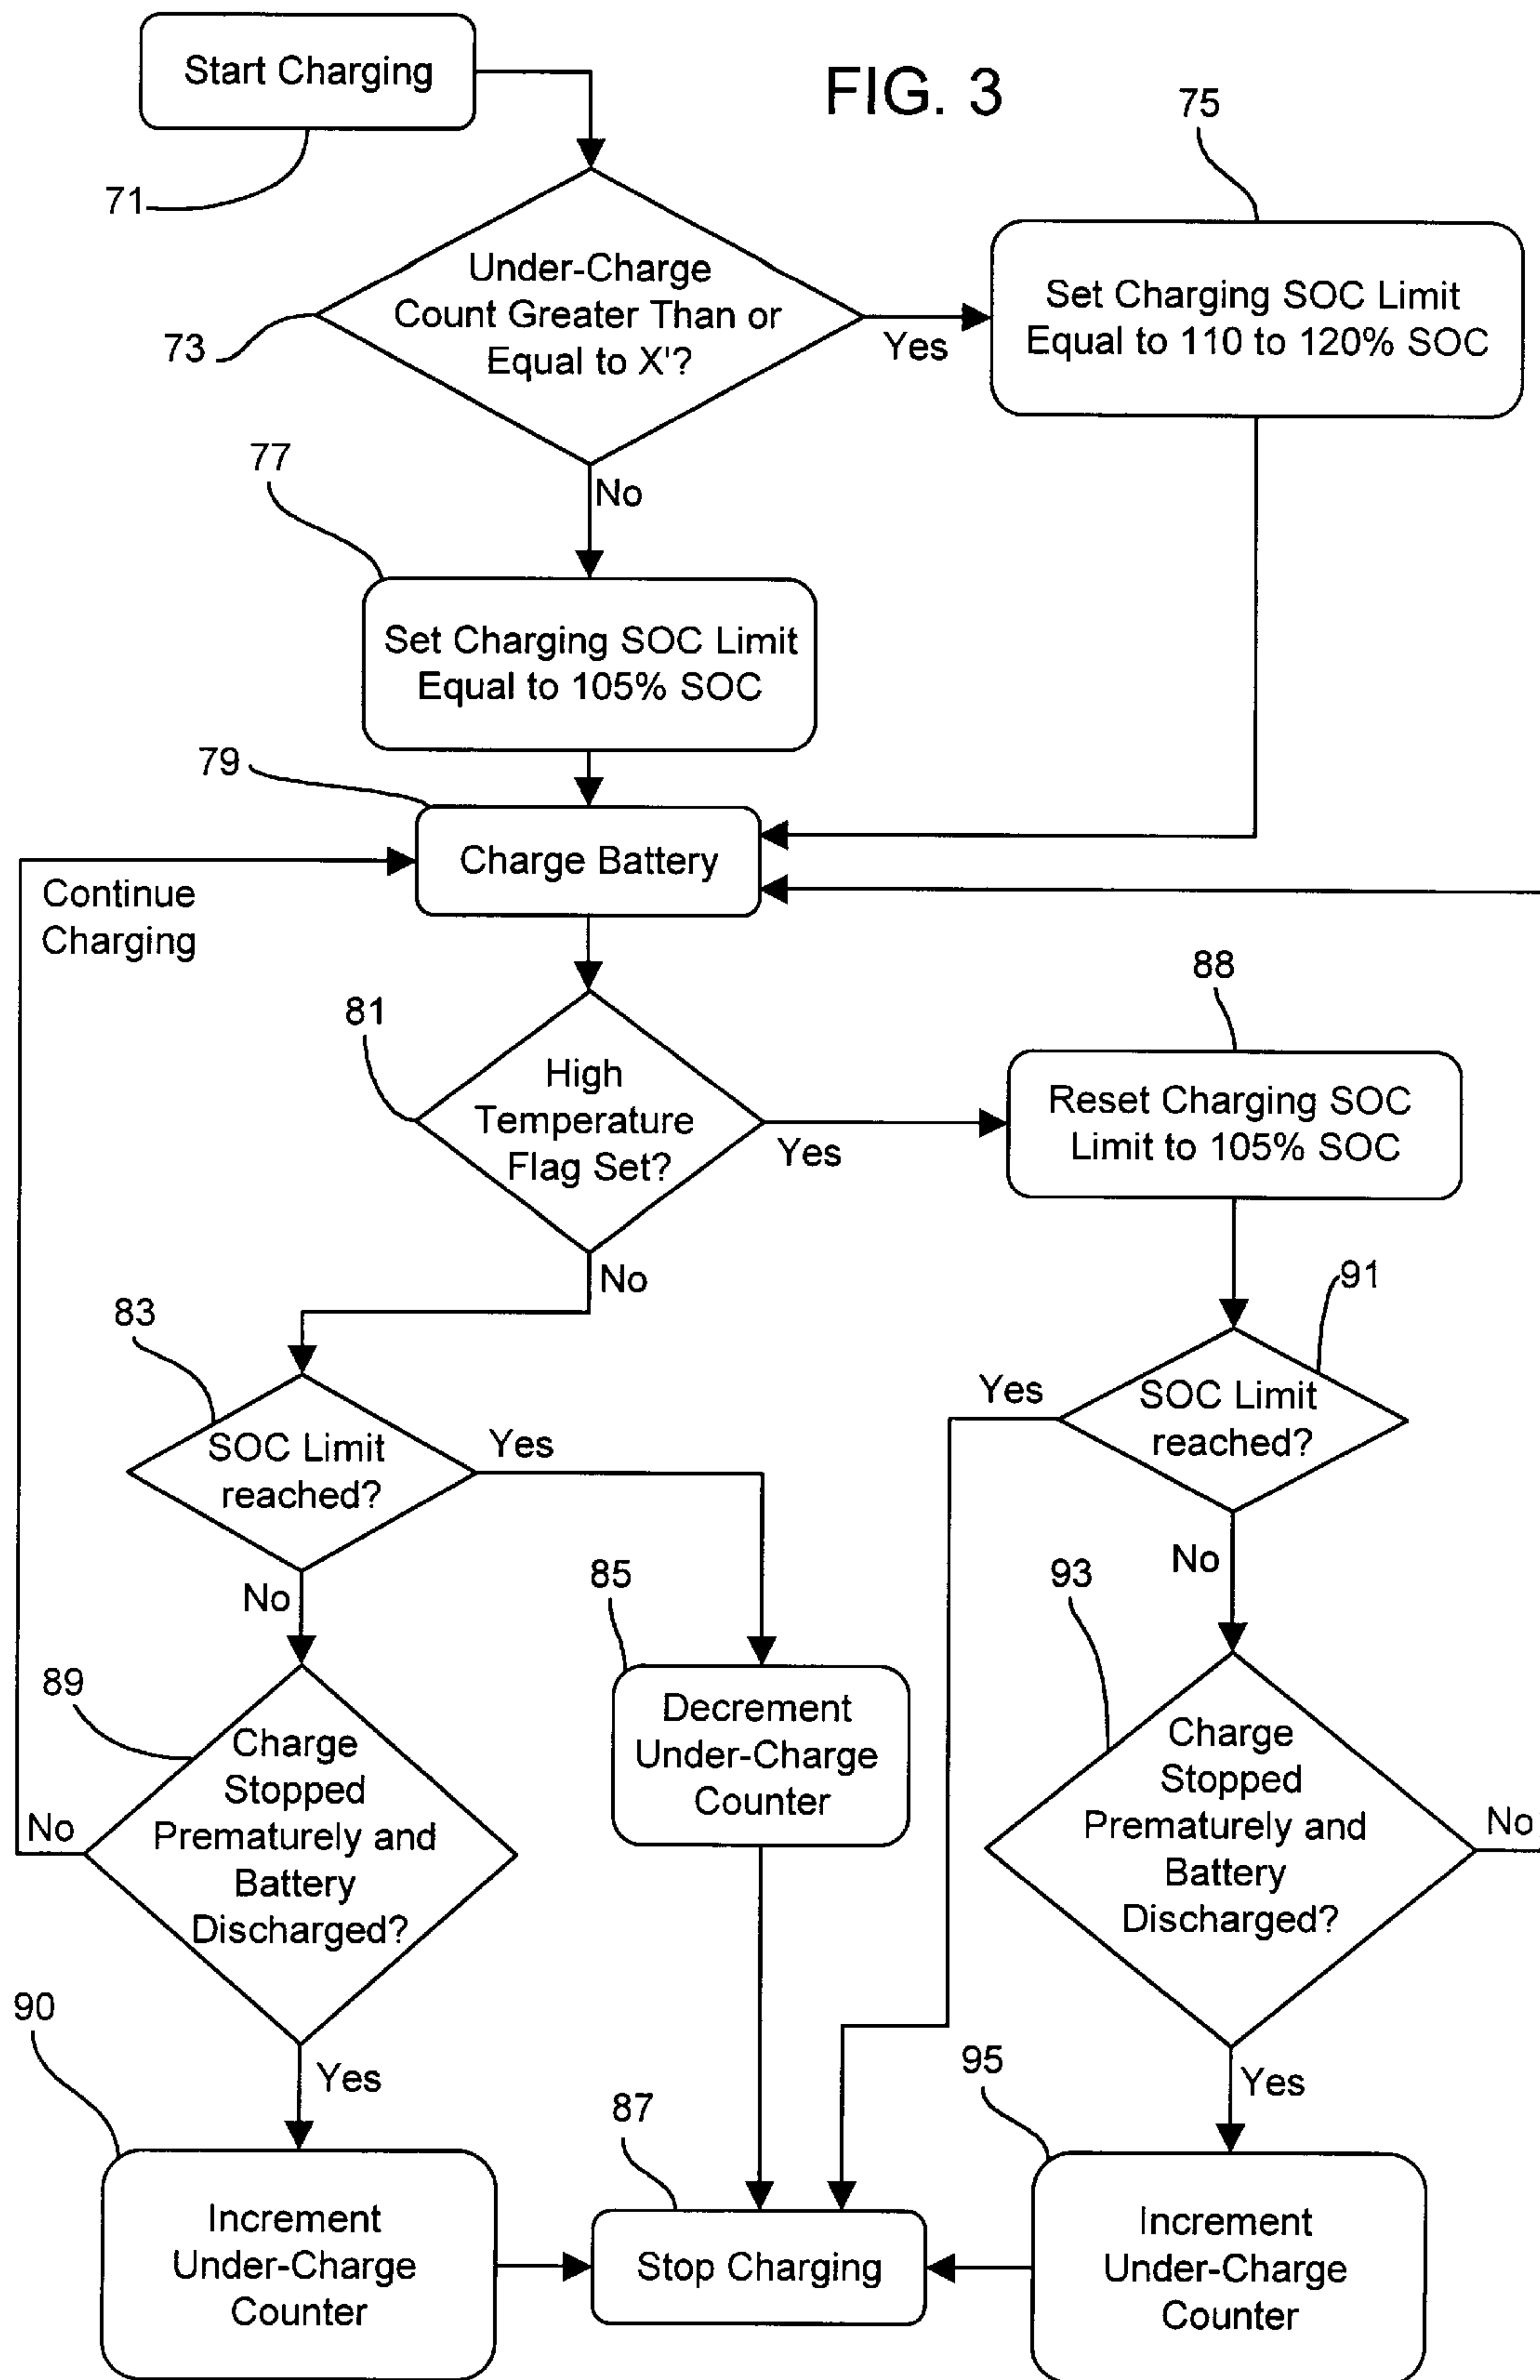 Start Charging
FIG. 3
75
71
Under-Charge
Count Greater Than or
Equal to X'?
73
Yes
Set Charging SOC Limit
Equal to 110 to 120% SOC
77
No
Set Charging SOC Limit
Equal to 105% SOC
79
Charge Battery
Continue
Charging
88
81
High
Temperature
Flag Set?
Yes
Reset Charging SOC
Limit to 105% SOC
No
91
83
SOC Limit
reached?
Yes
Yes
SOC Limit
reached?
No
85
No
93
89
Charge
Stopped
Prematurely and
Battery
Discharged?
No
Decrement
Under-Charge
Counter
Charge
Stopped
Prematurely and
Battery
Discharged?
No
90
Yes
87
95
Yes
Increment
Under-Charge
Counter
Stop Charging
Increment
Under-Charge
Counter